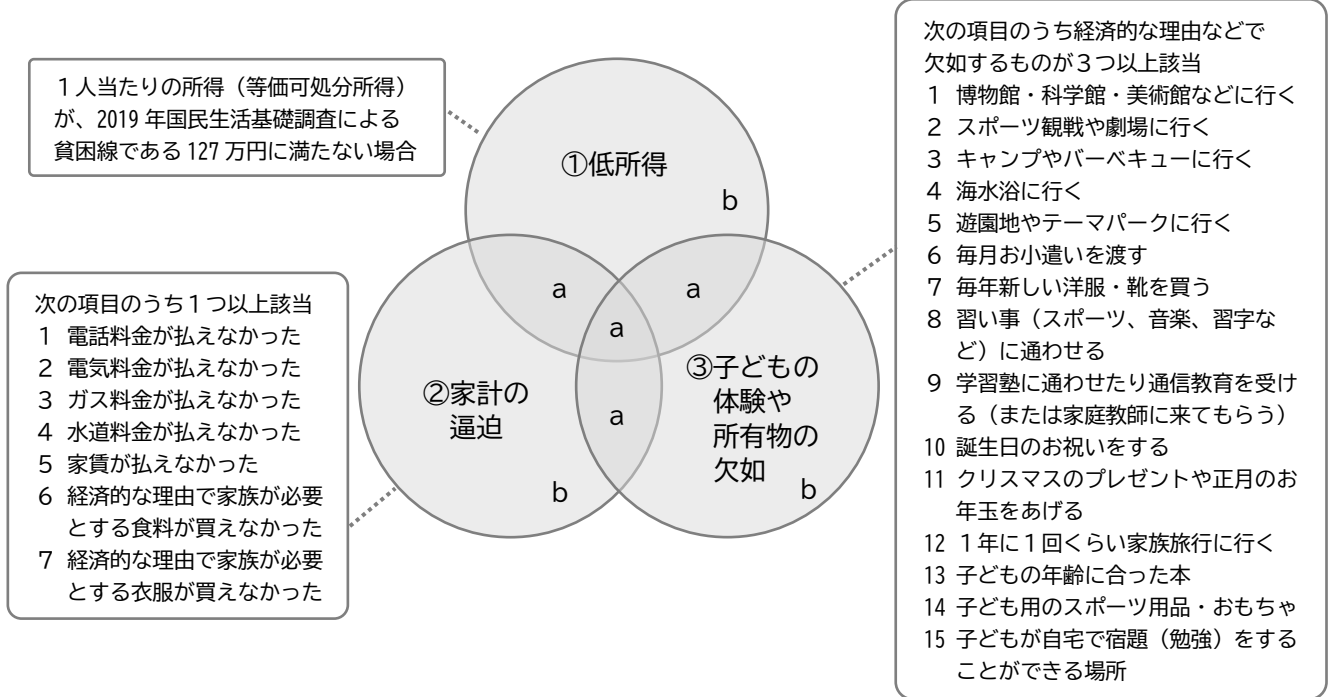 1人当たりの所得（等価可処分所得）
が、2019年国民生活基礎調査による
貧困線である127万円に満たない場合
①低所得
b
a
a
a
②家計の
逼迫
a
b
③子どもの
体験や
所有物の
欠如
b
次の項目のうち1つ以上該当
1 電話料金が払えなかった
2 電気料金が払えなかった
3 ガス料金が払えなかった
4 水道料金が払えなかった
5 家賃が払えなかった
6 経済的な理由で家族が必要
とする食料が買えなかった
7 経済的な理由で家族が必要
とする衣服が買えなかった
次の項目のうち経済的な理由などで
欠如するものが3つ以上該当
1 博物館・科学館・美術館などに行く
2 スポーツ観戦や劇場に行く
3 キャンプやバーベキューに行く
4 海水浴に行く
5 遊園地やテーマパークに行く
6 毎月お小遣いを渡す
7 毎年新しい洋服・靴を買う
8 習い事（スポーツ、音楽、習字な
ど）に通わせる
9 学習塾に通わせたり通信教育を受け
る（または家庭教師に来てもらう）
10 誕生日のお祝いをする
11 クリスマスのプレゼントや正月のお
年玉をあげる
12 1年に1回くらい家族旅行に行く
13 子どもの年齢に合った本
14 子ども用のスポーツ用品・おもちゃ
15 子どもが自宅で宿題（勉強）をする
ことができる場所